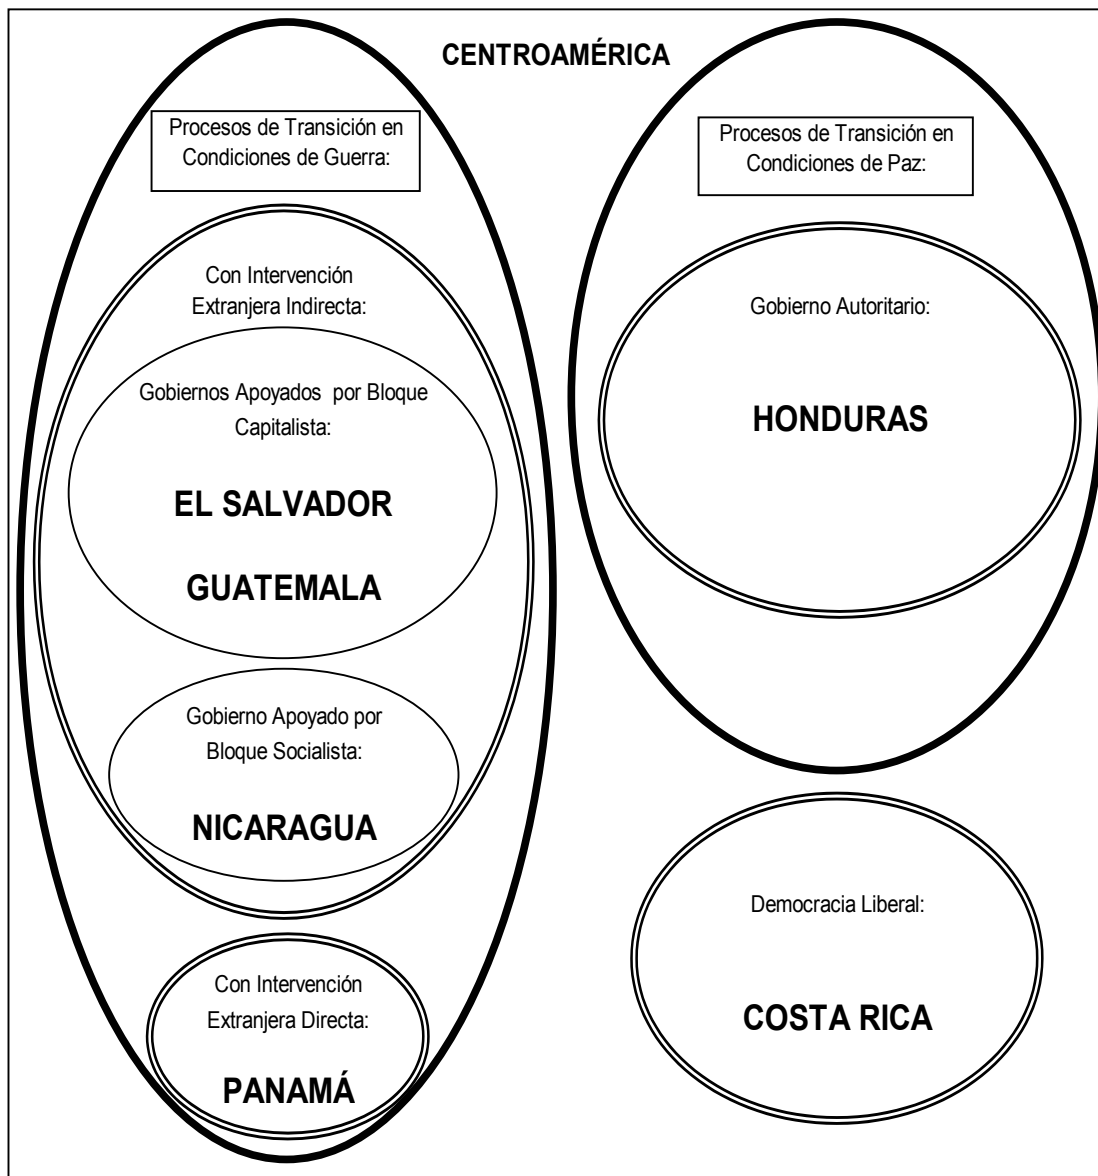 CENTROAMÉRICA
Procesos de Transición en
Condiciones de Guerra:
Con Intervención
Extranjera Indirecta:
Gobiernos Apoyados por Bloque
Capitalista:
EL SALVADOR
GUATEMALA
Gobierno Apoyado por
Bloque Socialista:
NICARAGUA
Con Intervención
Extranjera Directa:
PANAMÁ
Procesos de Transición en
Condiciones de Paz:
Gobierno Autoritario:
HONDURAS
Democracia Liberal:
COSTA RICA